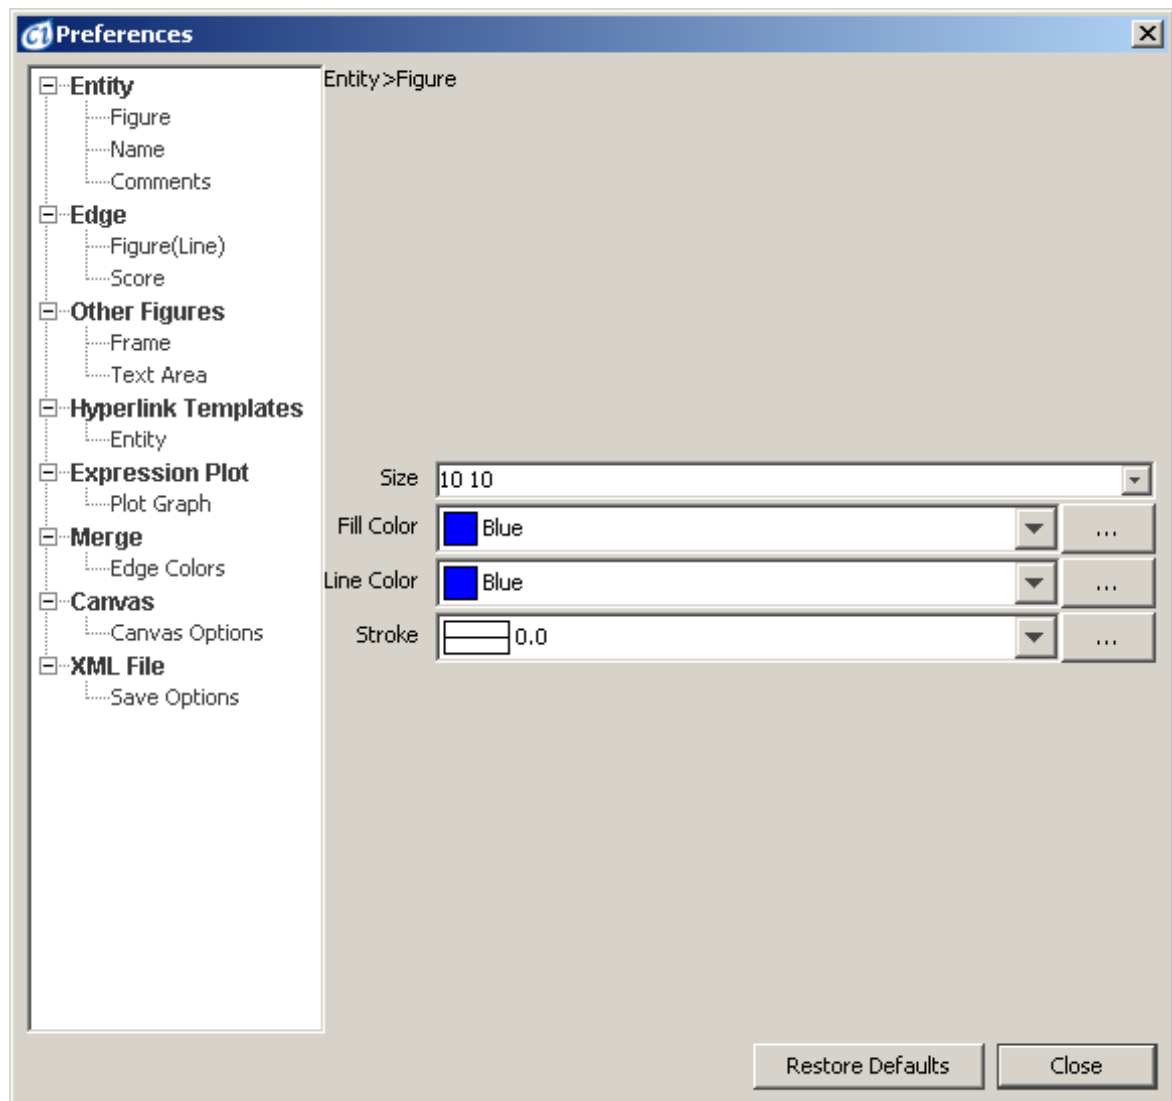 Preferences
Entity
Figure
Name
Comments
Edge
Figure(Line)
Score
Other Figures
Frame
Text Area
Hyperlink Templates
Entity
Expression Plot
Plot Graph
Merge
Edge Colors
Canvas
Canvas Options
XML File
Save Options
Entity>Figure
Size 10 10
Fill Color Blue ...
Line Color Blue ...
Stroke 0.0 ...
Restore Defaults Close